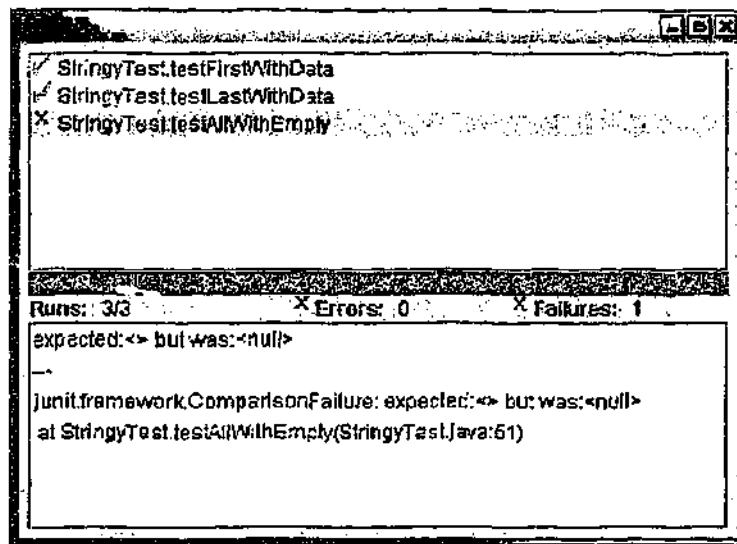 StringyTest.testFirstWithData
StringyTest.testLastWithData
StringyTest.testAllWithEmpty
Runs: 3/3 X Errors: 0 X Failures: 1
expected:<> but was:<null>
---
junit.framework.ComparisonFailure: expected:<> but was:<null>
at StringyTest.testAllWithEmpty(StringyTest.java:51)